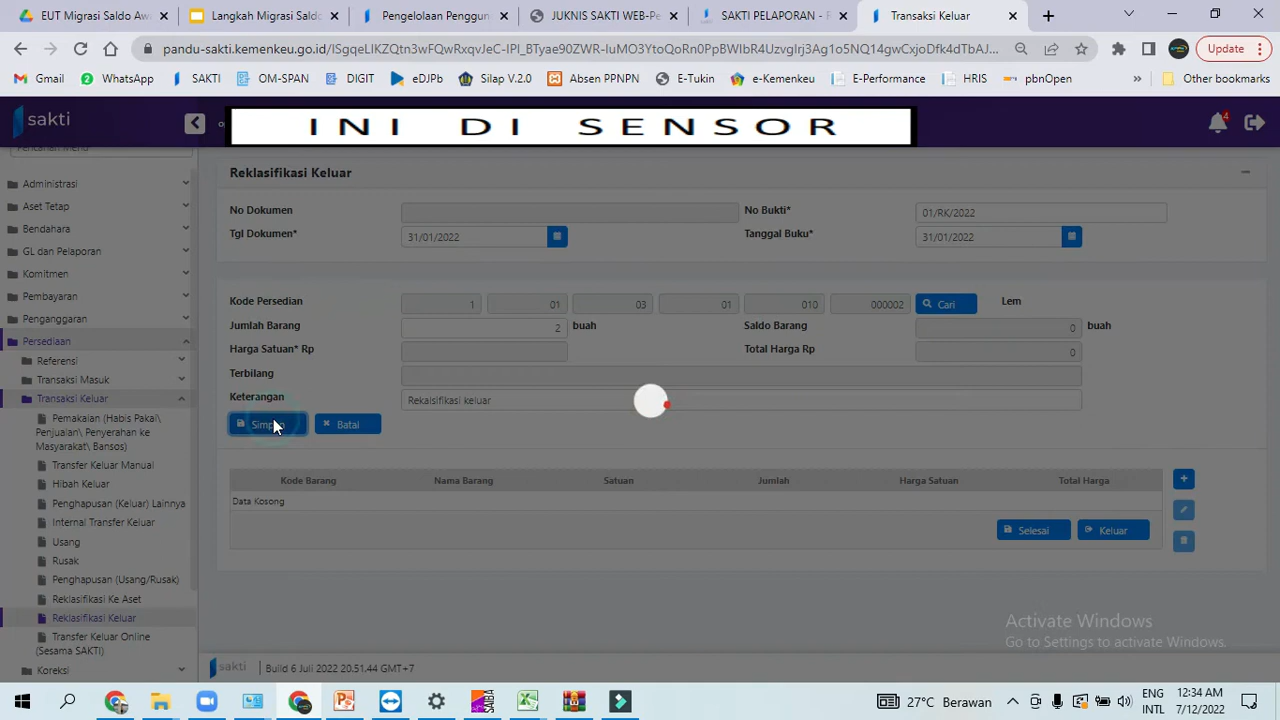 EUT Migrasi Saldo Aw
Langkah Migrasi Saldo
Pengelolaan Penggun
JUKNIS SAKTI WEB-Pe
SAKTI PELAPORAN - F
Transaksi Keluar
pandu-sakti.kemenkeu.go.id/
Update
Gmail
WhatsApp
SAKTI
OM-SPAN
DIGIT
eDJPb
Silap V.2.0
Absen PPNPN
E-Tukin
e-Kemenkeu
E-Performance
HRIS
pbnOpen
»
Other bookmarks
sakti
INI DI SENSOR
4
Pencarian Menu
Administrasi
Aset Tetap
Bendahara
GL dan Pelaporan
Komitmen
Pembayaran
Penganggaran
Persediaan
Referensi
Transaksi Masuk
Transaksi Keluar
Pemakaian (Habis Pakai\
Penjualan\ Penyerahan ke
Masyarakat\ Bansos)
Transfer Keluar Manual
Hibah Keluar
Penghapusan (Keluar) Lainnya
Internal Transfer Keluar
Usang
Rusak
Penghapusan (Usang/Rusak)
Reklasifikasi Ke Aset
Reklasifikasi Keluar
Transfer Keluar Online
(Sesama SAKTI)
Koreksi
Reklasifikasi Keluar
No Dokumen
No Bukti* 01/RK/2022
Tgl Dokumen* 31/01/2022
Tanggal Buku* 31/01/2022
Kode Persedian 1 01 03 01 010 000002 Cari Lem
Jumlah Barang 2 buah
Saldo Barang 0 buah
Harga Satuan* Rp
Total Harga Rp 0
Terbilang
Keterangan Rekaisifikasi keluar
Simpan Batal
Kode Barang Nama Barang Satuan Jumlah Harga Satuan Total Harga
Data Kosong
Selesai Keluar
Activate Windows
Go to Settings to activate Windows.
sakti Build 6 Juli 2022 20.51.44 GMT+7
27°C Berawan
ENG
INTL
12:34 AM
7/12/2022